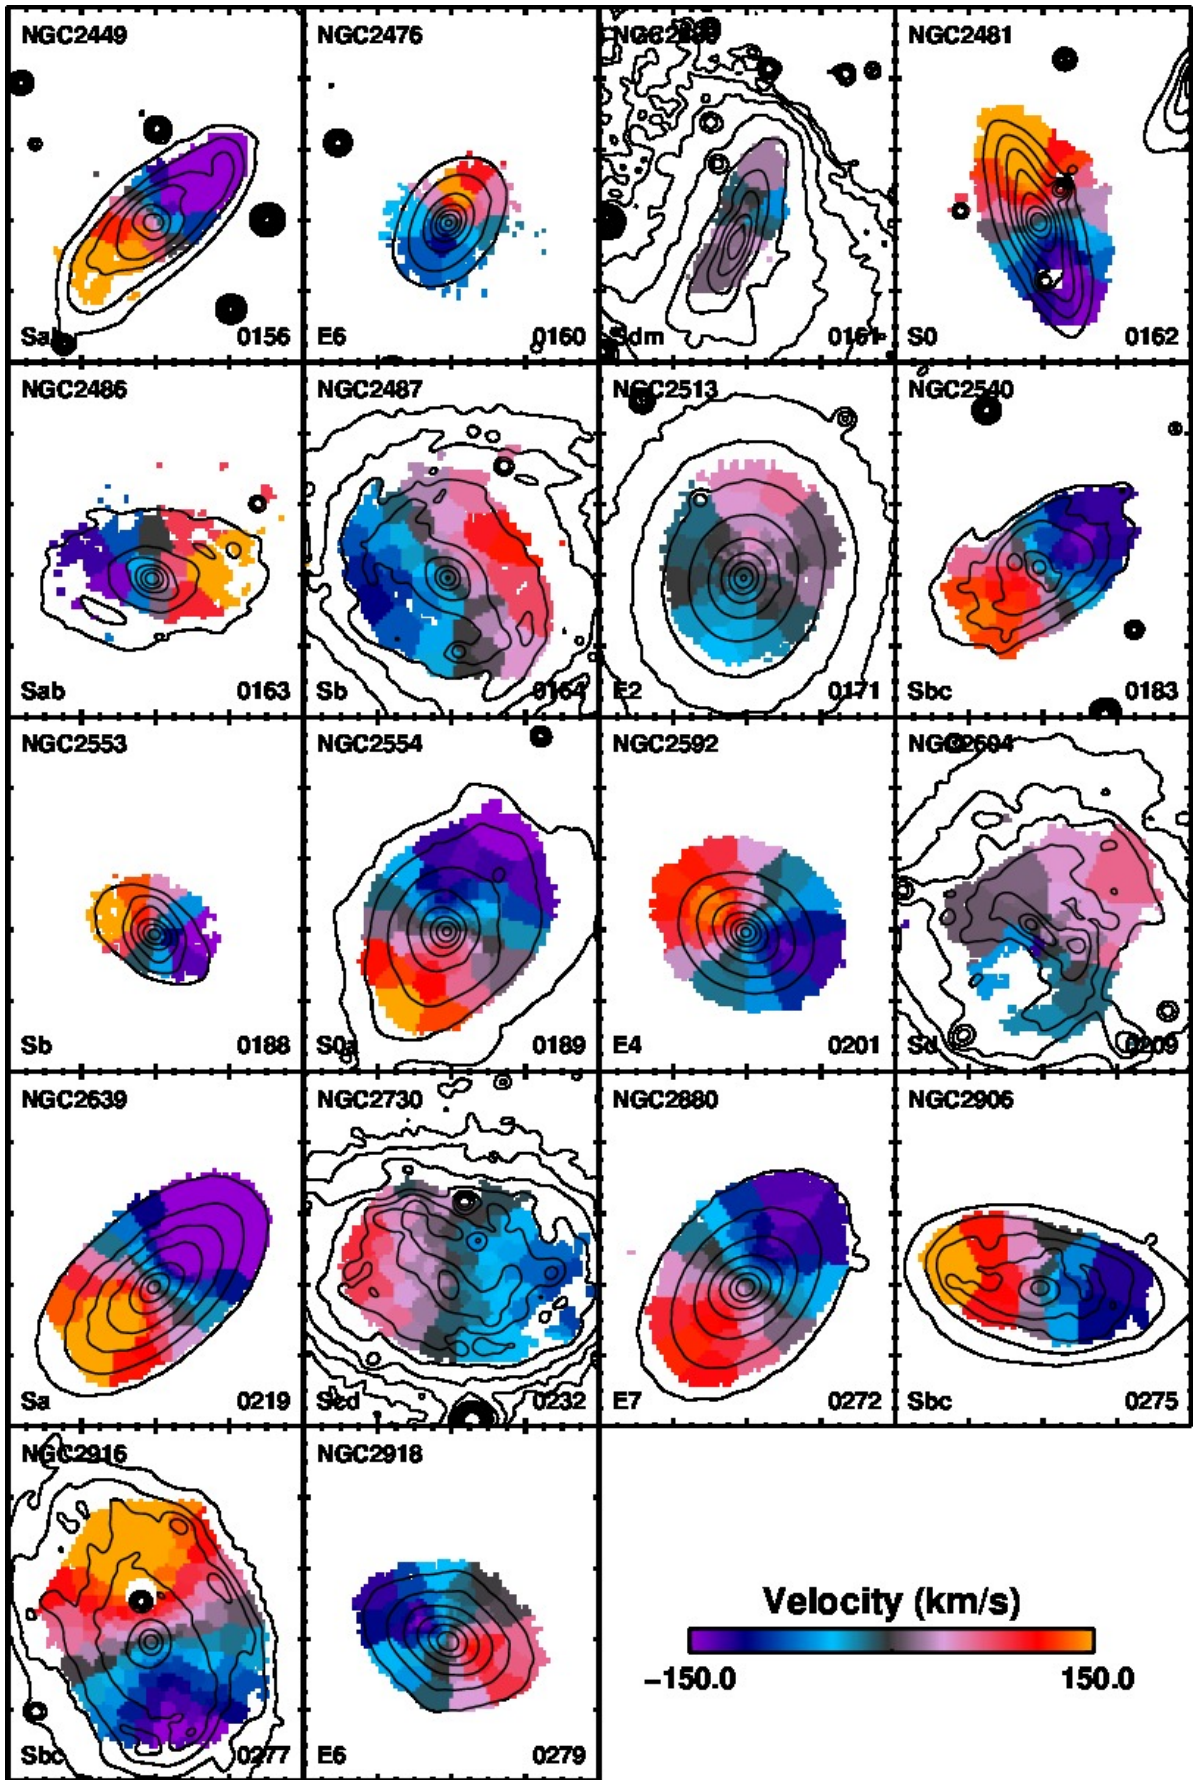 NGC2449 NGC2476 NGC2481
Sab 0156 E6 0160 Sdm 0161 S0 0162
NGC2486 NGC2487 NGC2513 NGC2540
Sab 0163 Sb 0164 E2 0171 Sbc 0183
NGC2553 NGC2554 NGC2592 NGC2604
Sb 0188 S0a 0189 E4 0201 Sd 0209
NGC2639 NGC2730 NGC2880 NGC2906
Sa 0219 Scd 0232 E7 0272 Sbc 0275
NGC2916 NGC2918
Sbc 0277 E6 0279
Velocity (km/s)
−150.0 150.0